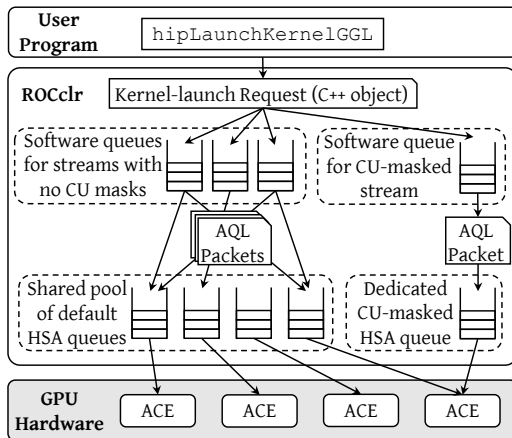 User
Program
hipLaunchKernelGGL
ROCclr
Kernel-launch Request (C++ object)
Software queues
for streams with
no CU masks
Software queue
for CU-masked
stream
AQL
Packets
AQL
Packet
Shared pool
of default
HSA queues
Dedicated
CU-masked
HSA queue
GPU
Hardware
ACE
ACE
ACE
ACE